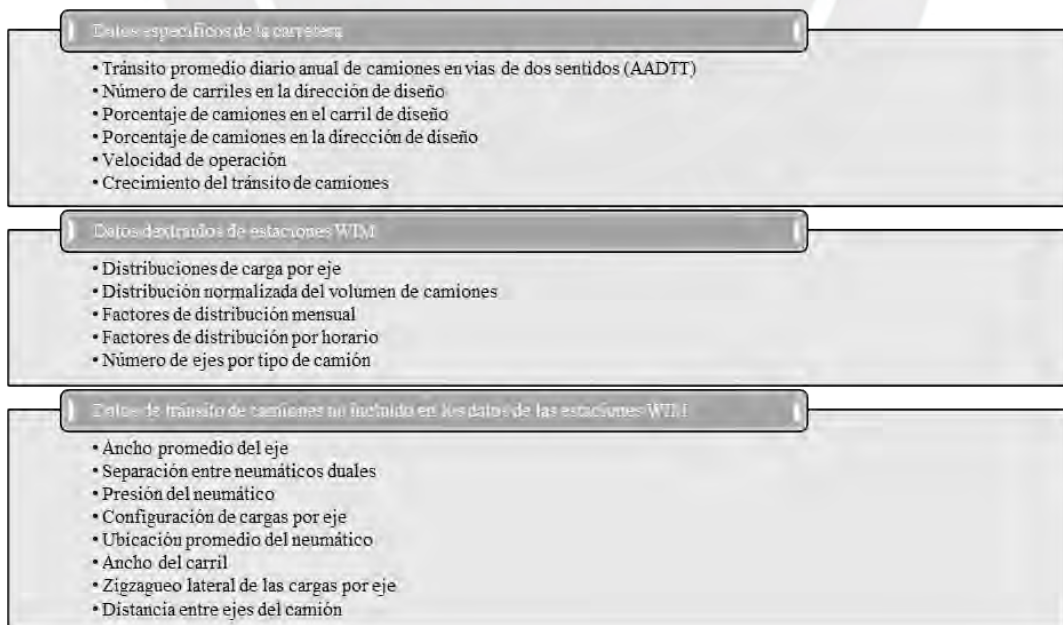 Datos específicos de la carretera
• Tránsito promedio diario anual de camiones en vías de dos sentidos (AADTT)
• Número de carriles en la dirección de diseño
• Porcentaje de camiones en el carril de diseño
• Porcentaje de camiones en la dirección de diseño
• Velocidad de operación
• Crecimiento del tránsito de camiones
Datos dextraídos de estaciones WIM
• Distribuciones de carga por eje
• Distribución normalizada del volumen de camiones
• Factores de distribución mensual
• Factores de distribución por horario
• Número de ejes por tipo de camión
Datos de tránsito de camiones no incluido en los datos de las estaciones WIM
• Ancho promedio del eje
• Separación entre neumáticos duales
• Presión del neumático
• Configuración de cargas por eje
• Ubicación promedio del neumático
• Ancho del carril
• Zigzagueo lateral de las cargas por eje
• Distancia entre ejes del camión